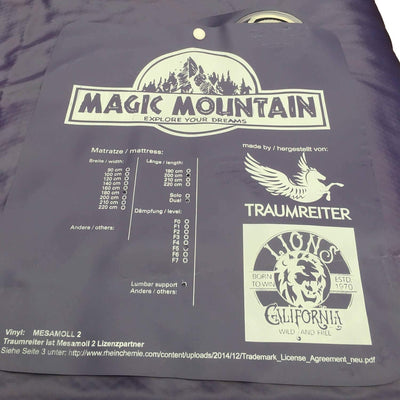 MAGIC MOUNTAIN
EXPLORE YOUR DREAMS
Matratze / mattress:
Breite / width:
90 cm
100 cm
120 cm
140 cm
160 cm
180 cm
200 cm
210 cm
220 cm
Andere / others:
Länge / length:
190 cm
200 cm
210 cm
220 cm
Solo
Dual
Dämpfung / level:
F0
F1
F2
F3
F4
F5
F6
F7
Lumber support
Andere / others:
made by / hergestellt von:
TRAUMREITER
LIONS
BORN TO WIN
ESTD. 1970
CALIFORNIA
WILD AND FREE
Vinyl: MESAMOLL 2
Traumreiter ist Mesamoll 2 Lizenzpartner
Siehe Seite 3 unter: http://www.rheinchemie.com/content/uploads/2014/12/Trademark_License_Agreement_neu.pdf